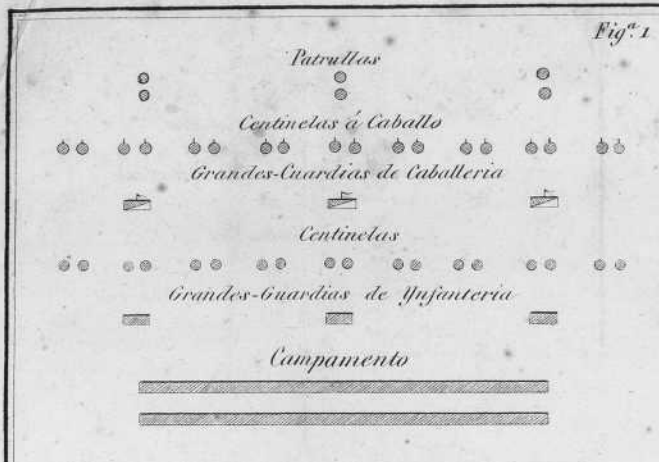 Fig.ª 1
Patrullas
Centinelas á Caballo
Grandes-Guardias de Caballeria
Centinelas
Grandes-Guardias de Ynfanteria
Campamento